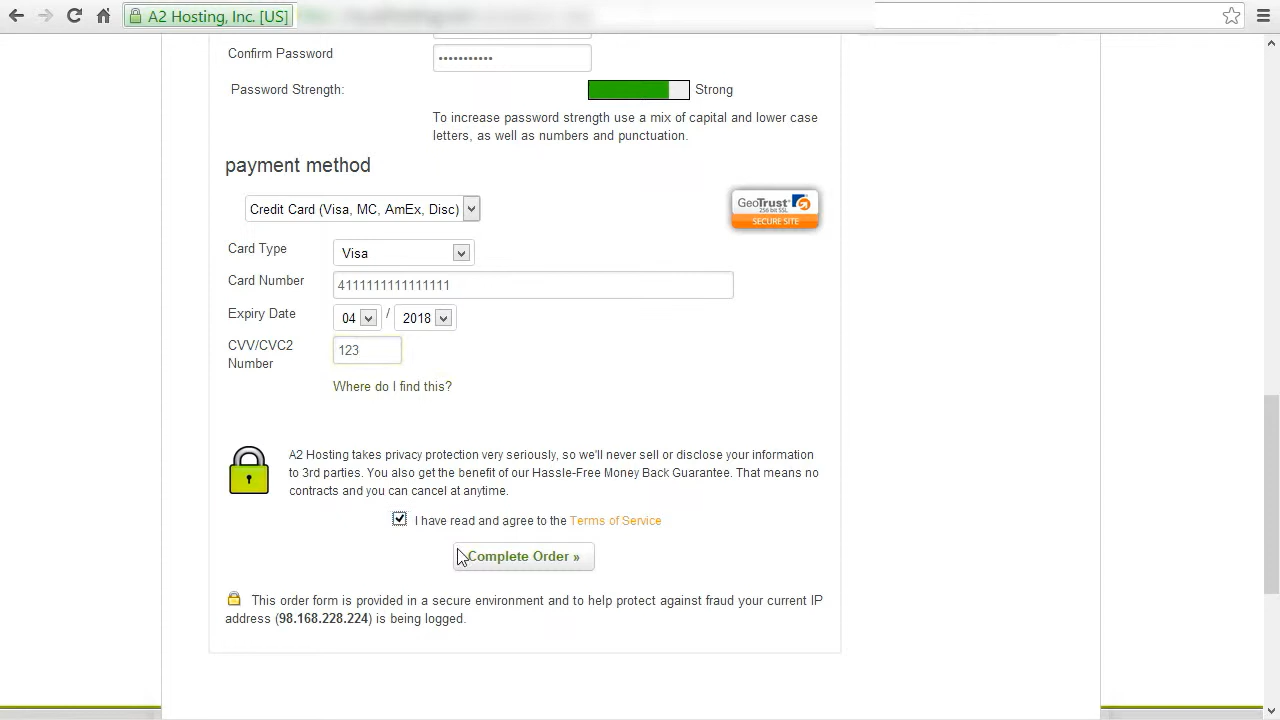 A2 Hosting, Inc. [US]
Confirm Password
•••••••••••
Password Strength: Strong
To increase password strength use a mix of capital and lower case
letters, as well as numbers and punctuation.
payment method
Credit Card (Visa, MC, AmEx, Disc)
GeoTrust
256 bit SSL
SECURE SITE
Card Type Visa
Card Number 4111111111111111
Expiry Date 04 / 2018
CVV/CVC2
Number
123
Where do I find this?
A2 Hosting takes privacy protection very seriously, so we'll never sell or disclose your information
to 3rd parties. You also get the benefit of our Hassle-Free Money Back Guarantee. That means no
contracts and you can cancel at anytime.
I have read and agree to the Terms of Service
Complete Order »
This order form is provided in a secure environment and to help protect against fraud your current IP
address (98.168.228.224) is being logged.